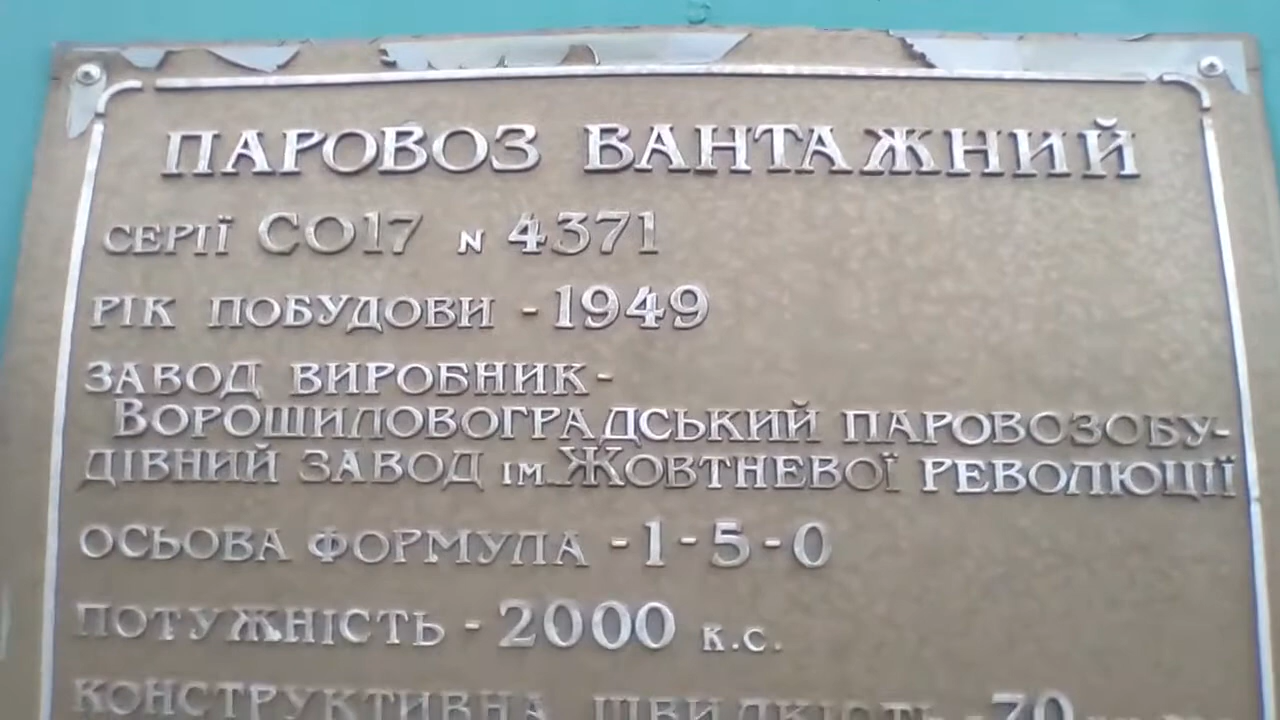 ПАРОВОЗ ВАНТАЖНИЙ
СЕРІЇ СО17 N 4371
РІК ПОБУДОВИ - 1949
ЗАВОД ВИРОБНИК-
ВОРОШИЛОВОГРАДСЬКИЙ ПАРОВОЗОБУ-
ДІВНИЙ ЗАВОД ІМ. ЖОВТНЕВОЇ РЕВОЛЮЦІЇ
ОСЬОВА ФОРМУЛА -1-5-0
ПОТУЖНІСТЬ - 2000 К.С.
КОНСТРУКТИВНА ШВИДКІСТЬ -70